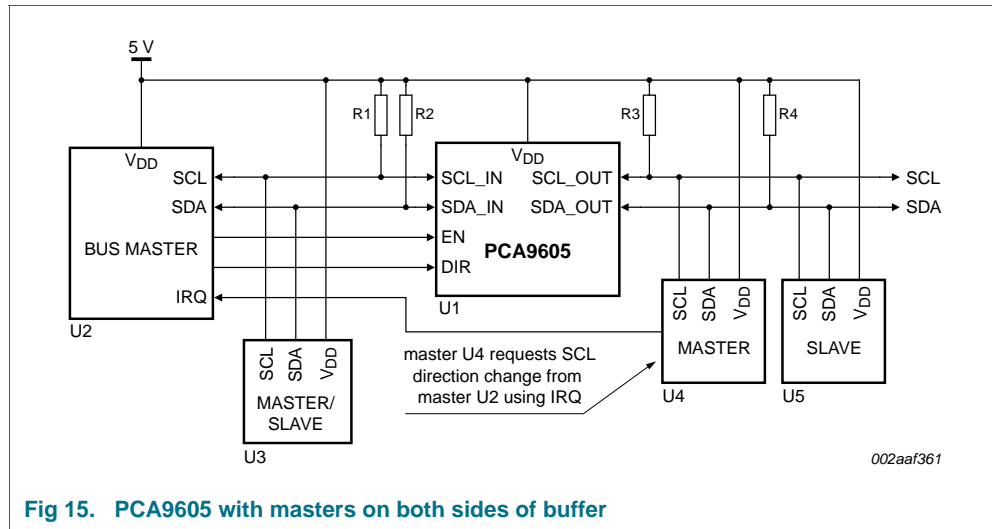 5 V
R1
R2
R3
R4
VDD
SCL
SDA
BUS MASTER
IRQ
U2
VDD
SCL_IN
SCL_OUT
SDA_IN
SDA_OUT
EN
PCA9605
DIR
U1
SCL
SDA
SCL
SDA
VDD
MASTER/
SLAVE
U3
master U4 requests SCL
direction change from
master U2 using IRQ
SCL
SDA
VDD
MASTER
U4
SCL
SDA
VDD
SLAVE
U5
002aaf361
Fig 15. PCA9605 with masters on both sides of buffer